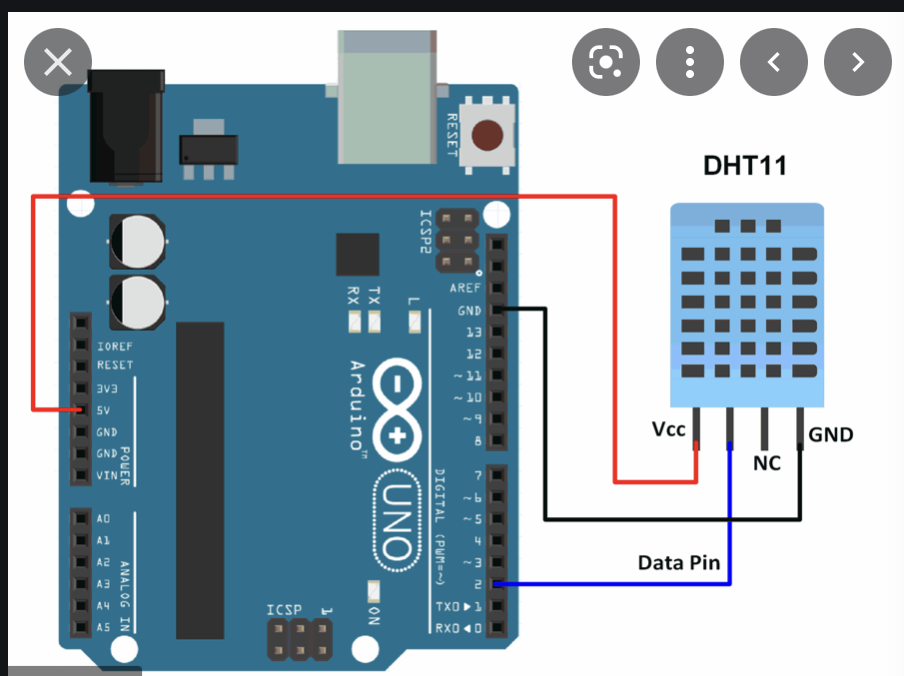 DHT11
RESET
ICSP2
AREF
GND
13
12
~11
~10
~9
8
7
~6
~5
4
~3
2
TX0▶1
RX0◀0
RX
TX
L
IOREF
RESET
3V3
5V
GND
GND
VIN
POWER
A0
A1
A2
A3
A4
A5
ANALOG IN
Arduino™
UNO
DIGITAL (PWM=~)
ON
ICSP
1
Vcc
GND
NC
Data Pin